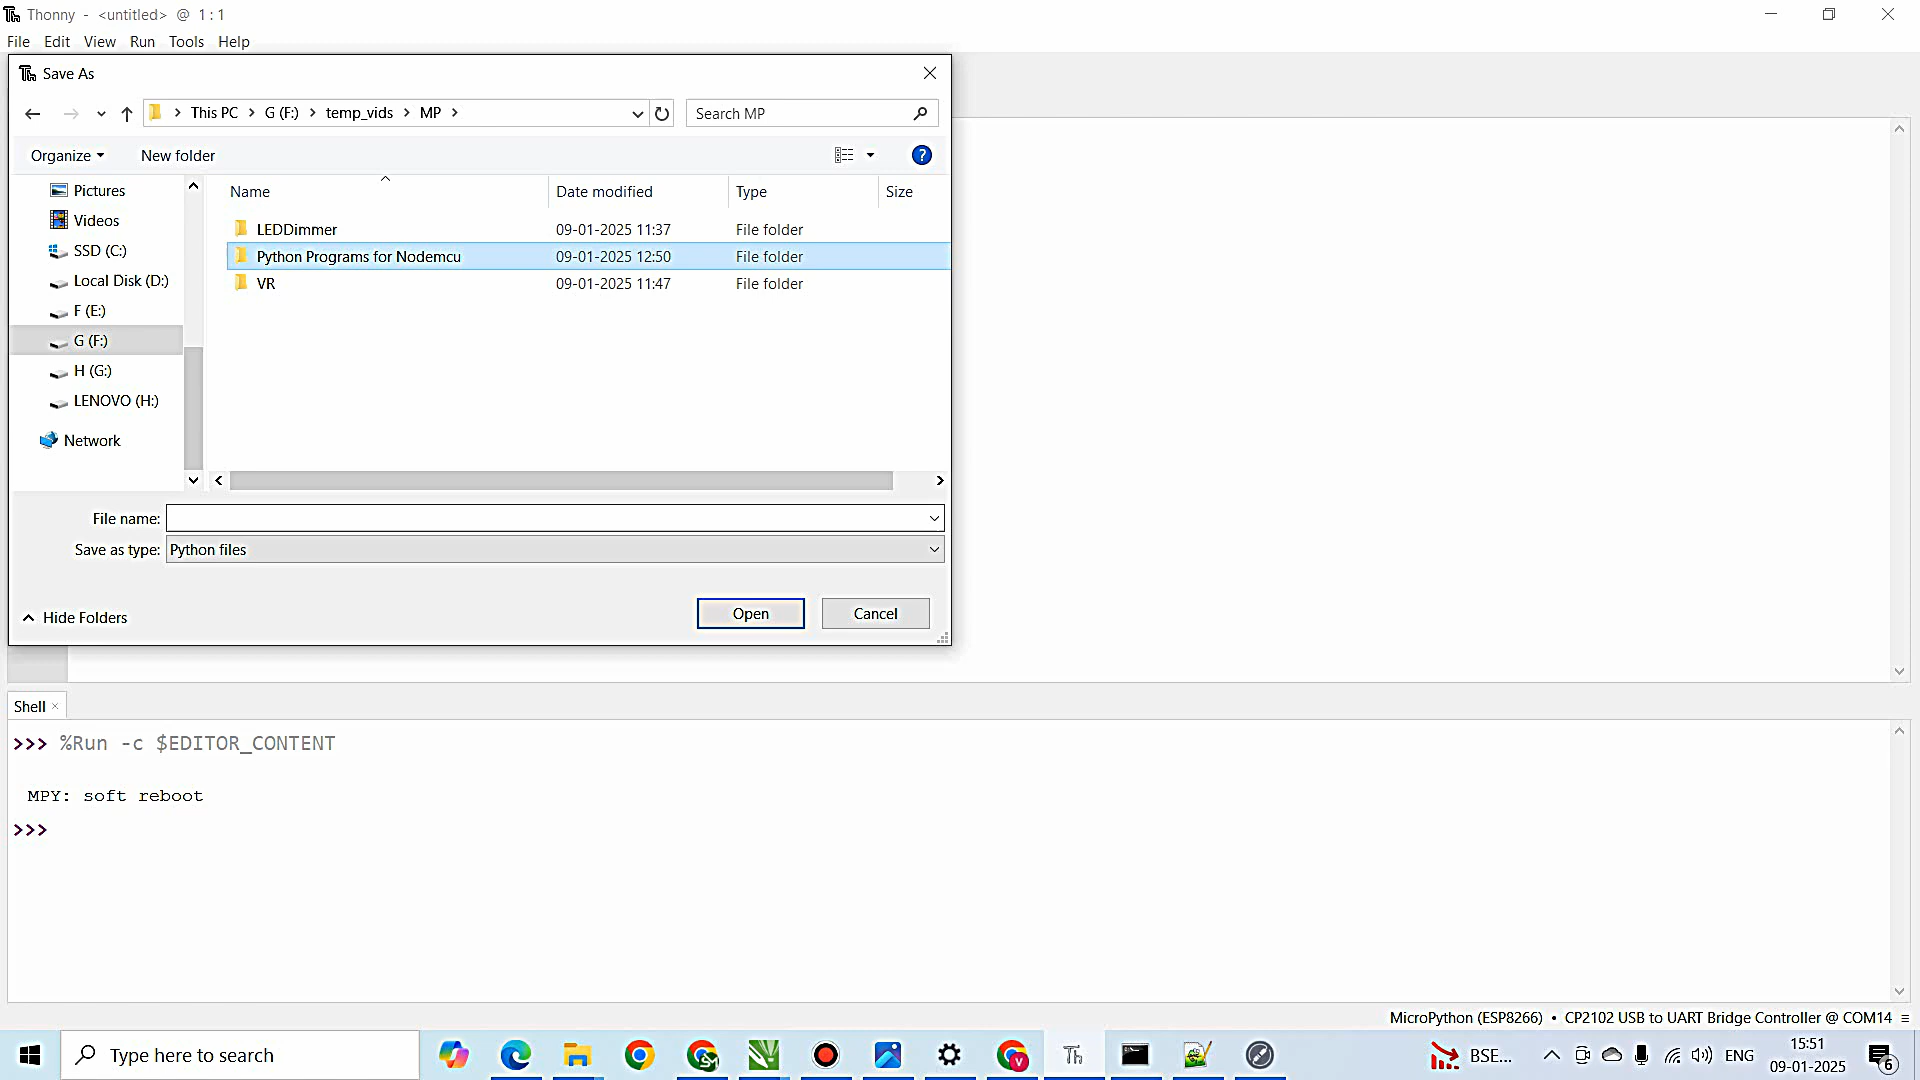 Thonny - <untitled> @ 1 : 1
File Edit View Run Tools Help
Save As
This PC > G (F:) > temp_vids > MP >
Search MP
Organize New folder
?
Name Date modified Type Size
Pictures
Videos
SSD (C:)
Local Disk (D:)
F (E:)
G (F:)
H (G:)
LENOVO (H:)
Network
LEDDimmer 09-01-2025 11:37 File folder
Python Programs for Nodemcu 09-01-2025 12:50 File folder
VR 09-01-2025 11:47 File folder
File name:
Save as type: Python files
Hide Folders
Open Cancel
Shell
>>> %Run -c $EDITOR_CONTENT
MPY: soft reboot
>>>
MicroPython (ESP8266) • CP2102 USB to UART Bridge Controller @ COM14 ≡
Type here to search
BSE...
ENG
15:51
09-01-2025
6